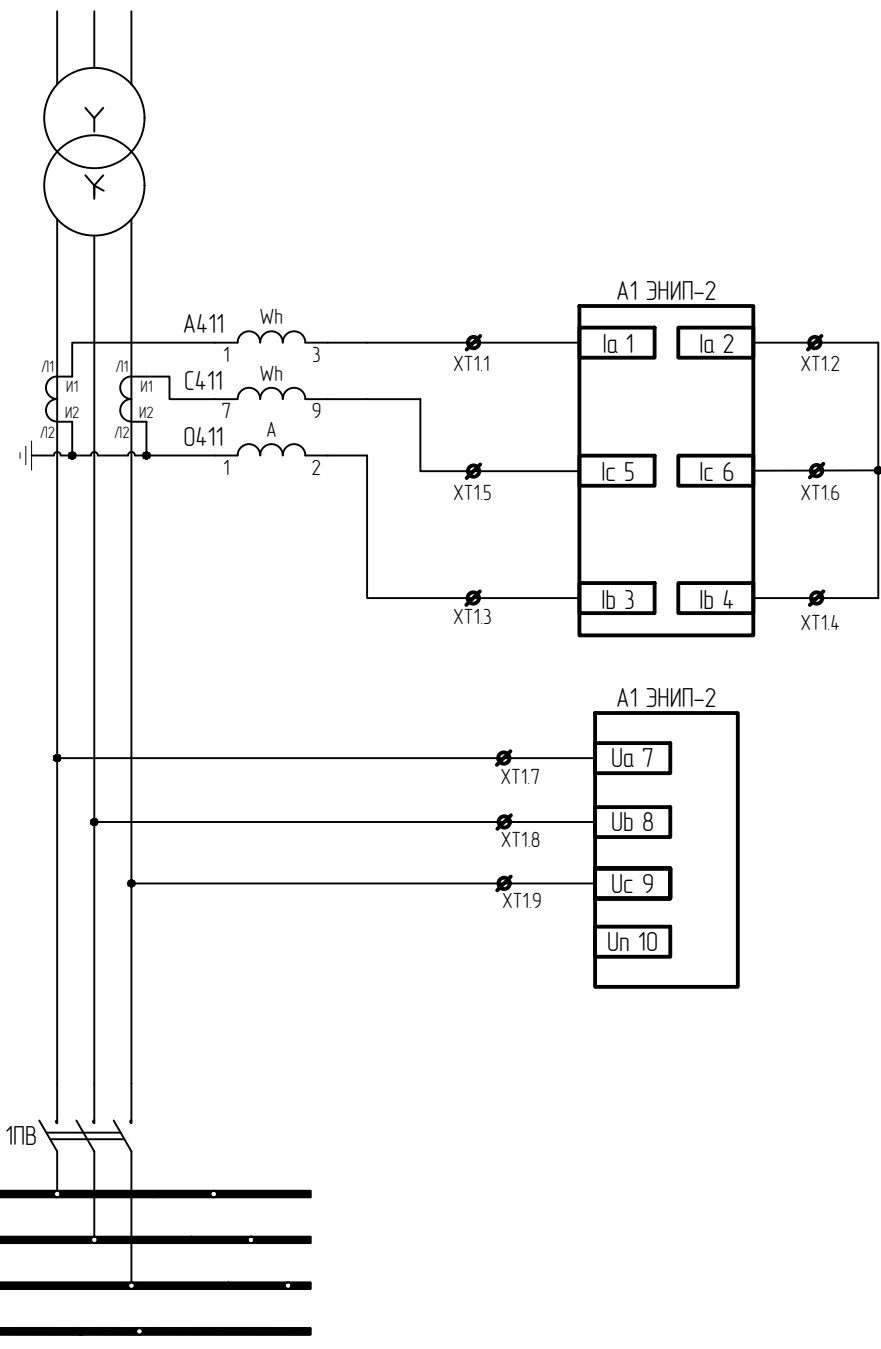 А1 ЭНИП-2
А411
Wh
1
3
XT1.1
Ia 1
Ia 2
XT1.2
Л1
И1
И2
Л2
Л1
И1
И2
Л2
С411
Wh
7
9
О411
А
1
2
XT1.5
Ic 5
Ic 6
XT1.6
XT1.3
Ib 3
Ib 4
XT1.4
А1 ЭНИП-2
XT1.7
Ua 7
XT1.8
Ub 8
XT1.9
Uc 9
Un 10
1ПВ